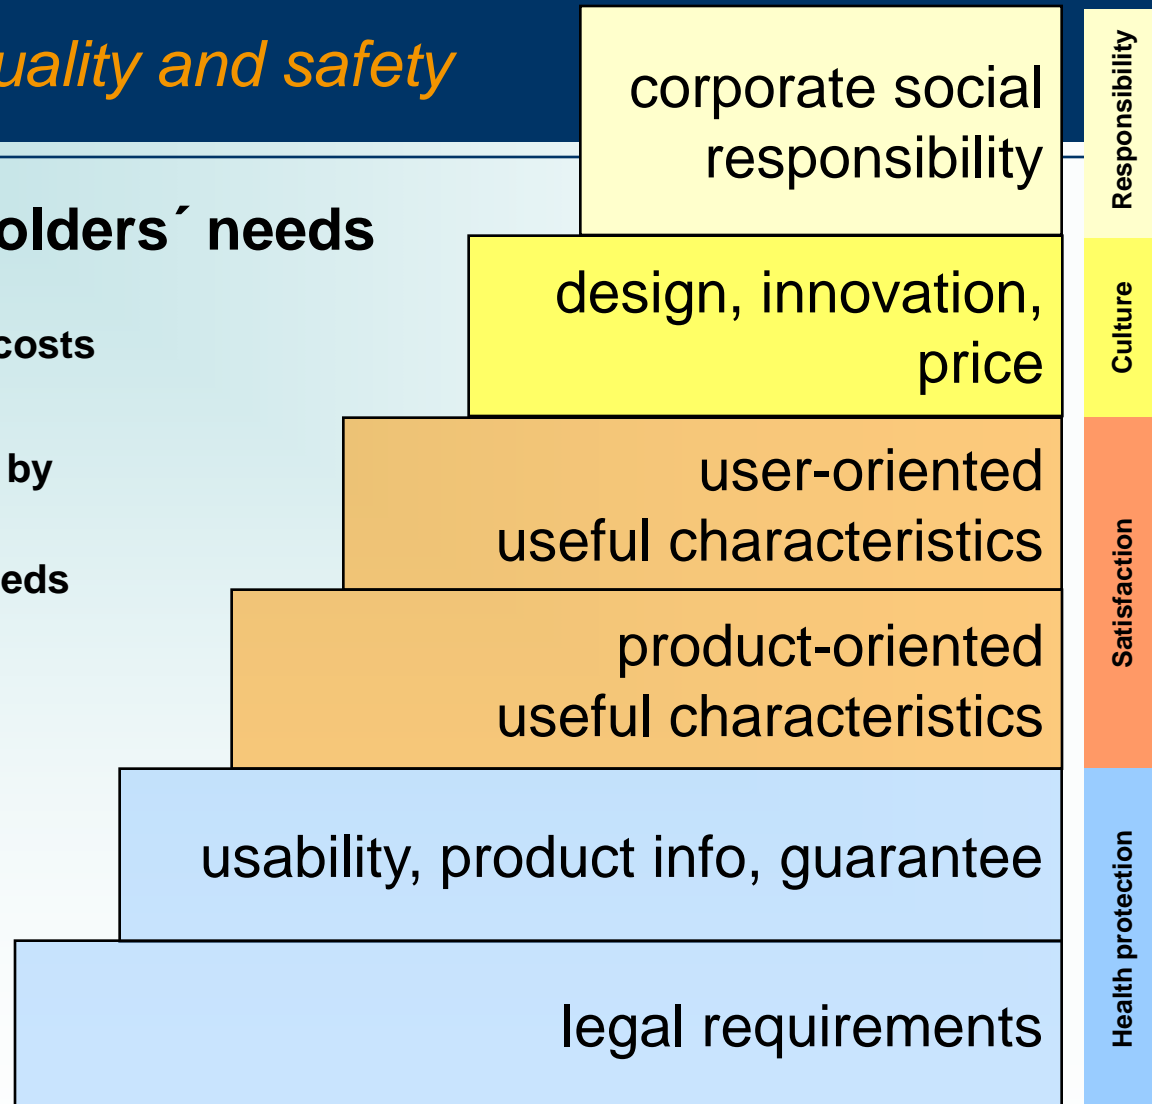 uality and safety
olders´ needs
costs
by
eds
corporate social
responsibility
design, innovation,
price
user-oriented
useful characteristics
product-oriented
useful characteristics
usability, product info, guarantee
legal requirements
Responsibility
Culture
Satisfaction
Health protection